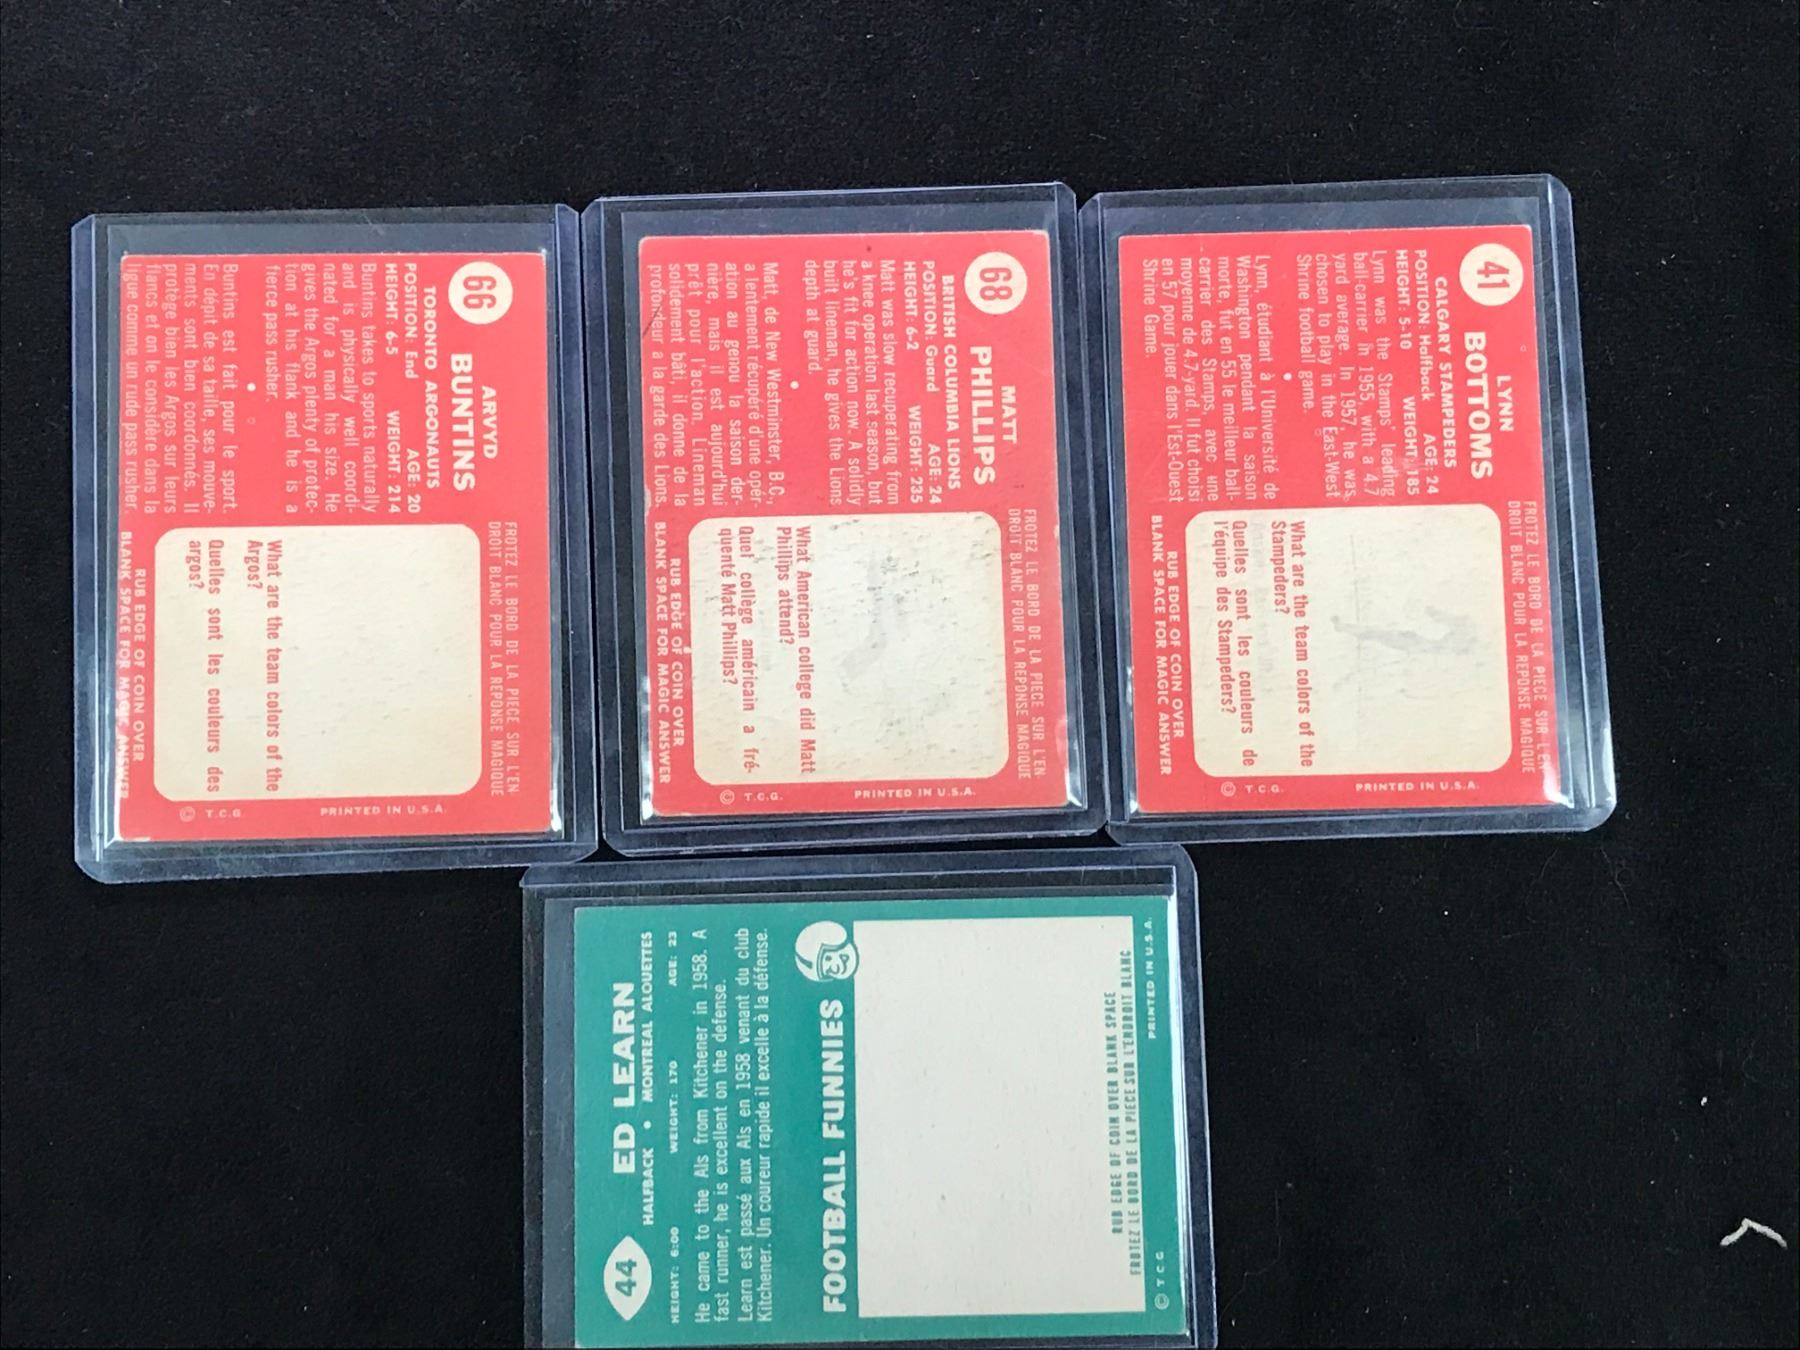 66
ARVYD
BUNTINS
TORONTO ARGONAUTS
POSITION: End AGE: 20
HEIGHT: 6-5 WEIGHT: 214
Buntins takes to sports naturally
and is physically well coordi-
nated for a man his size. He
gives the Argos plenty of protec-
tion at his flank and he is a
fierce pass rusher.
Buntins est fait pour le sport.
En dépit de sa taille, ses mouve-
ments sont bien coordonnés. Il
protège bien les Argos sur leurs
flancs et on le considère dans la
ligue comme un rude pass rusher.
FROTEZ LE BORD DE LA PIECE SUR L'EN-
DROIT BLANC POUR LA REPONSE MAGIQUE
What are the team colors of the
Argos?
Quelles sont les couleurs des
argos?
RUB EDGE OF COIN OVER
BLANK SPACE FOR MAGIC ANSWER
© T.C.G. PRINTED IN U.S.A.
68
MATT
PHILLIPS
BRITISH COLUMBIA LIONS
POSITION: Guard AGE: 24
HEIGHT: 6-2 WEIGHT: 235
Matt was slow recuperating from
a knee operation last season, but
he's fit for action now. A solidly
built lineman, he gives the Lions
depth at guard.
Matt, de New Westminster, B.C.,
a lentement récupéré d'une opér-
ation au genou la saison der-
nière, mais il est aujourd'hui
prêt pour l'action. Lineman
solidement bâti, il donne de la
profondeur a la garde des Lions.
FROTEZ LE BORD DE LA PIECE SUR L'EN-
DROIT BLANC POUR LA REPONSE MAGIQUE
What American college did Matt
Phillips attend?
Quel collège américain a fré-
quenté Matt Phillips?
RUB EDGE OF COIN OVER
BLANK SPACE FOR MAGIC ANSWER
© T.C.G. PRINTED IN U.S.A.
41
LYNN
BOTTOMS
CALGARY STAMPEDERS
POSITION: Halfback AGE: 24
HEIGHT: 5-10 WEIGHT: 185
Lynn was the Stamps' leading
ball-carrier in 1955, with a 4.7
yard average. In 1957, he was
chosen to play in the East-West
Shrine football game.
Lynn, étudiant à l'Université de
Washington pendant la saison
morte, fut en 55 le meilleur ball-
carrier des Stamps, avec une
moyenne de 4.7-yard. Il fut choisi
en 57 pour jouer dans l'Est-Ouest
Shrine Game.
FROTEZ LE BORD DE LA PIECE SUR L'EN-
DROIT BLANC POUR LA REPONSE MAGIQUE
What are the team colors of the
Stampeders?
Quelles sont les couleurs de
l'équipe des Stampeders?
RUB EDGE OF COIN OVER
BLANK SPACE FOR MAGIC ANSWER
© T.C.G. PRINTED IN U.S.A.
44
ED LEARN
HALFBACK • MONTREAL ALOUETTES
HEIGHT: 6:00 WEIGHT: 170 AGE: 23
He came to the Als from Kitchener in 1958. A
fast runner, he is excellent on the defense.
Learn est passé aux Als en 1958 venant du club
Kitchener. Un coureur rapide il excelle à la défense.
FOOTBALL FUNNIES
RUB EDGE OF COIN OVER BLANK SPACE
FROTEZ LE BORD DE LA PIECE SUR L'ENDROIT BLANC
© T C G PRINTED IN U.S.A.